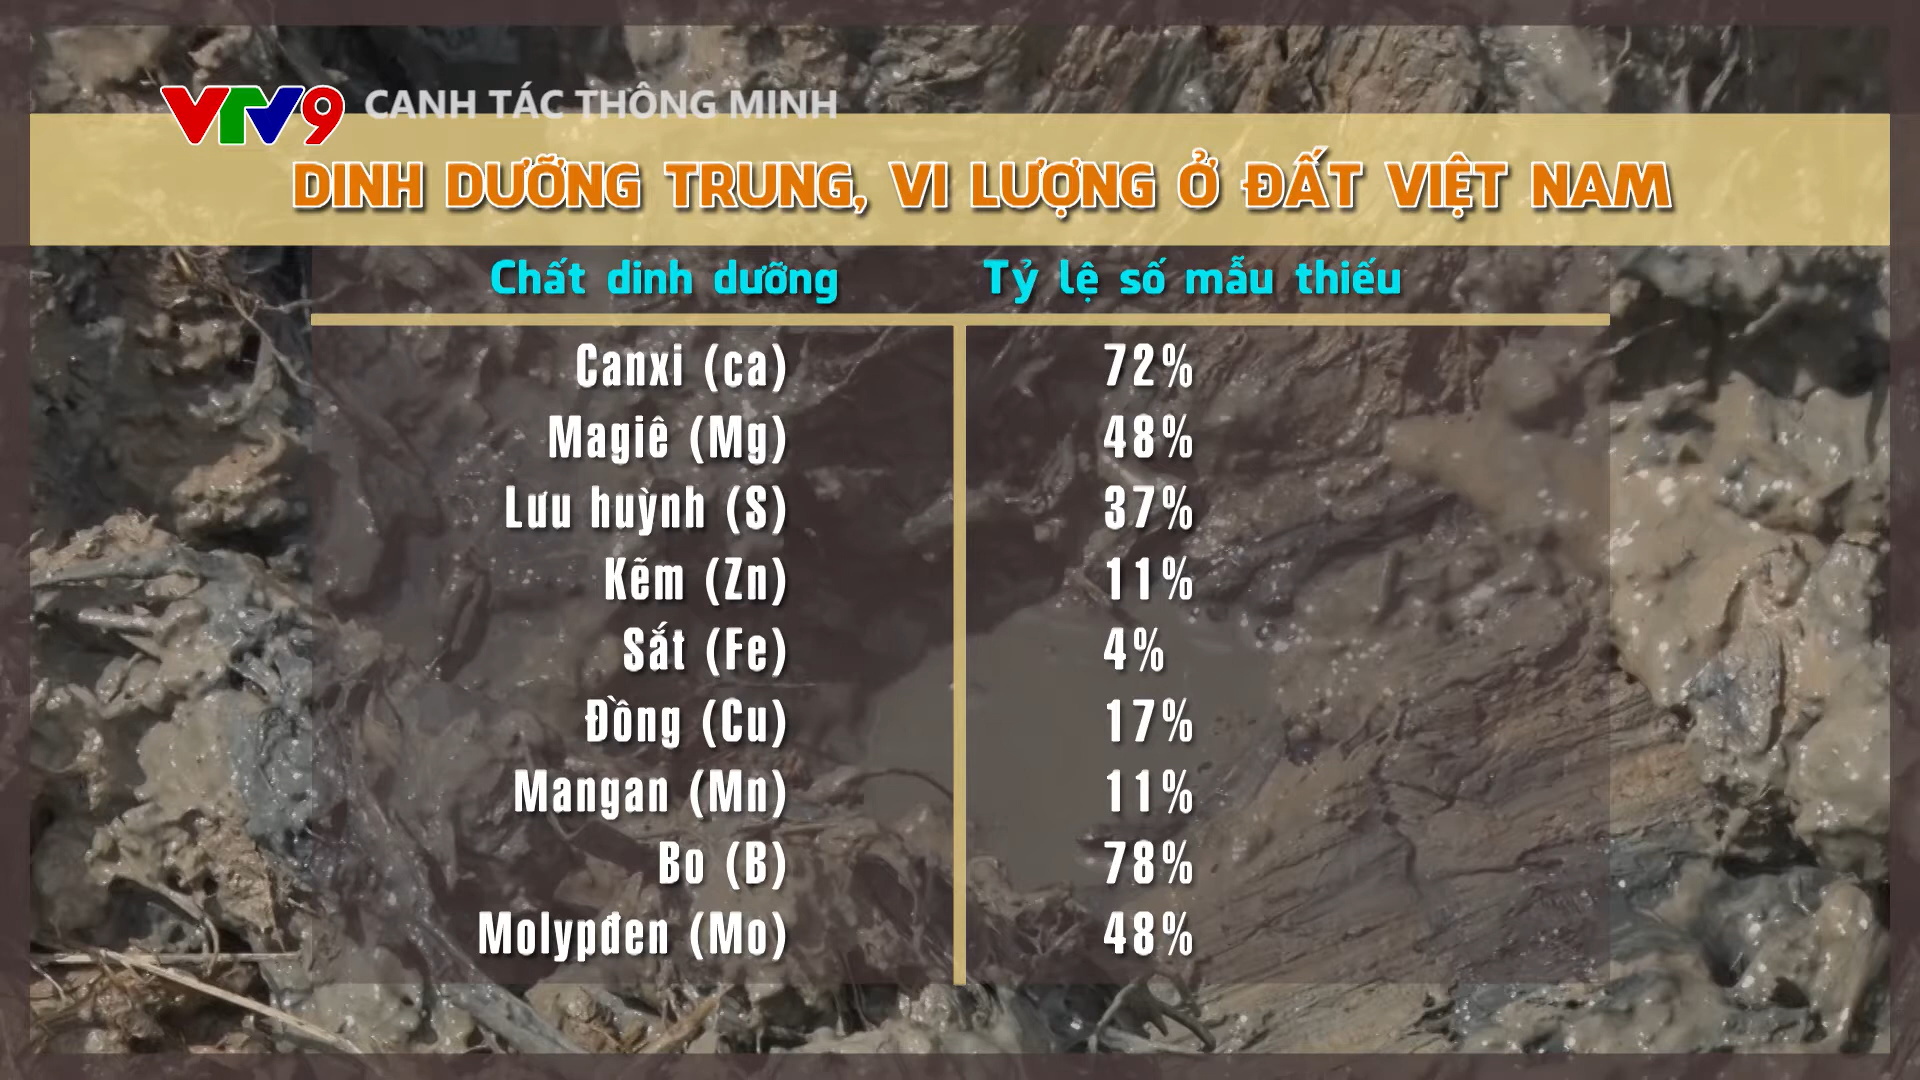 VTV9 CANH TÁC THÔNG MINH
DINH DƯỠNG TRUNG, VI LƯỢNG Ở ĐẤT VIỆT NAM
Chất dinh dưỡng Tỷ lệ số mẫu thiếu
Canxi (ca) 72%
Magiê (Mg) 48%
Lưu huỳnh (S) 37%
Kẽm (Zn) 11%
Sắt (Fe) 4%
Đồng (Cu) 17%
Mangan (Mn) 11%
Bo (B) 78%
Molypđen (Mo) 48%